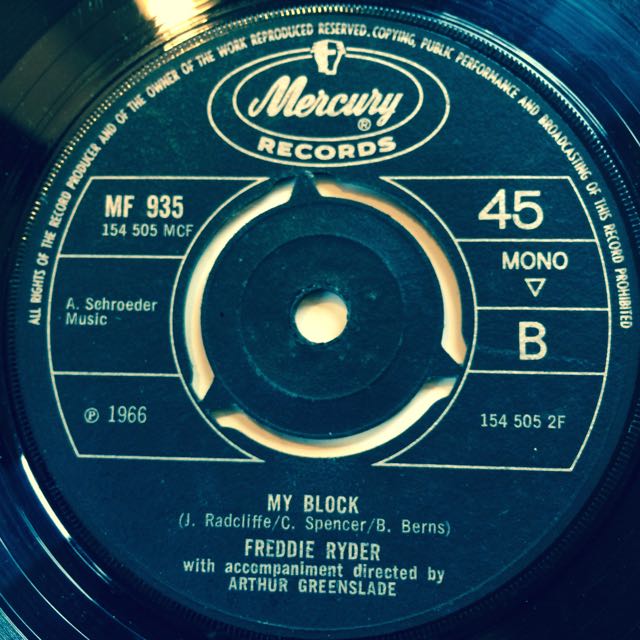 ALL RIGHTS OF THE RECORD PRODUCER AND OF THE OWNER OF THE WORK REPRODUCED RESERVED. COPYING, PUBLIC PERFORMANCE AND BROADCASTING OF THIS RECORD PROHIBITED
Mercury ®
RECORDS
MF 935
154 505 MCF
45
MONO
▽
A. Schroeder
Music
B
℗ 1966
154 505 2F
MY BLOCK
(J. Radcliffe/C. Spencer/B. Berns)
FREDDIE RYDER
with accompaniment directed by
ARTHUR GREENSLADE